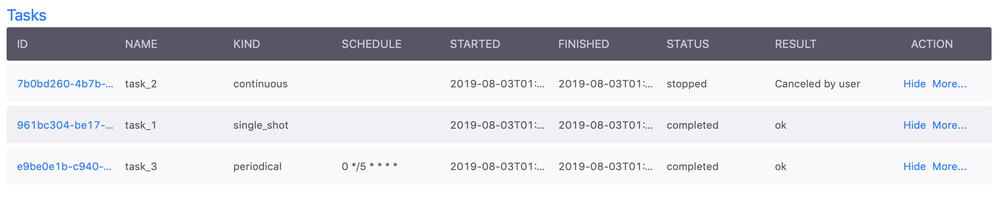 Tasks
ID NAME KIND SCHEDULE STARTED FINISHED STATUS RESULT ACTION
7b0bd260-4b7b-... task_2 continuous 2019-08-03T01:... 2019-08-03T01:... stopped Canceled by user Hide More...
961bc304-be17-... task_1 single_shot 2019-08-03T01:... 2019-08-03T01:... completed ok Hide More...
e9be0e1b-c940-... task_3 periodical 0 */5 * * * * 2019-08-03T01:... 2019-08-03T01:... completed ok Hide More...